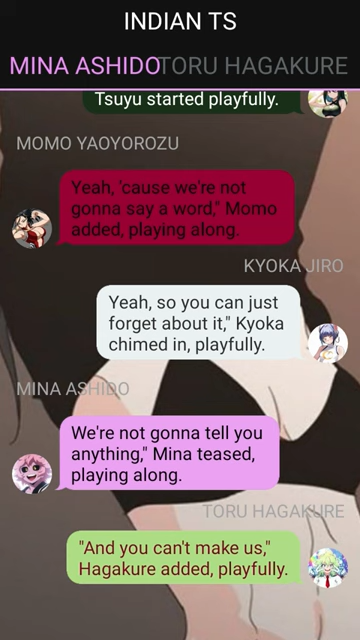 INDIAN TS
MINA ASHIDO TORU HAGAKURE
Tsuyu started playfully.
MOMO YAOYOROZU
Yeah, 'cause we're not
gonna say a word," Momo
added, playing along.
KYOKA JIRO
Yeah, so you can just
forget about it," Kyoka
chimed in, playfully.
MINA ASHIDO
We're not gonna tell you
anything," Mina teased,
playing along.
TORU HAGAKURE
"And you can't make us,"
Hagakure added, playfully.